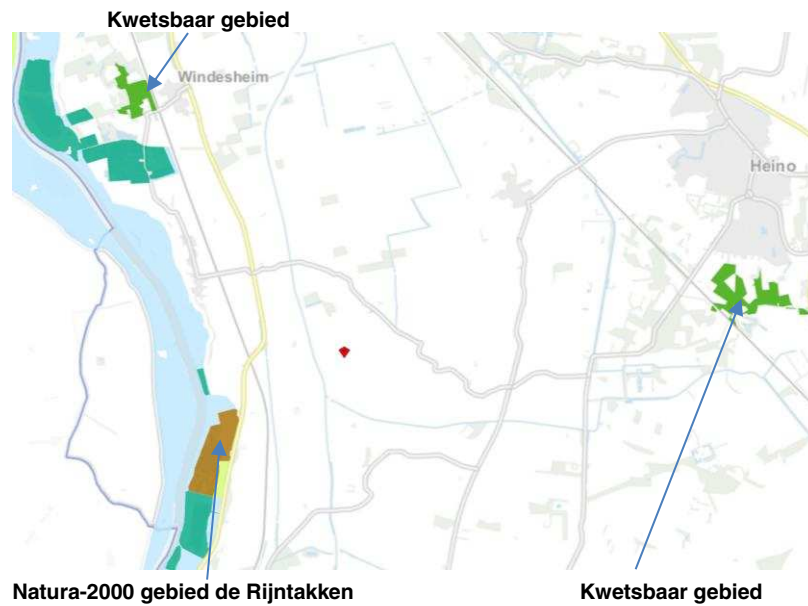 Kwetsbaar gebied
Windesheim
Heino
Natura-2000 gebied de Rijntakken
Kwetsbaar gebied